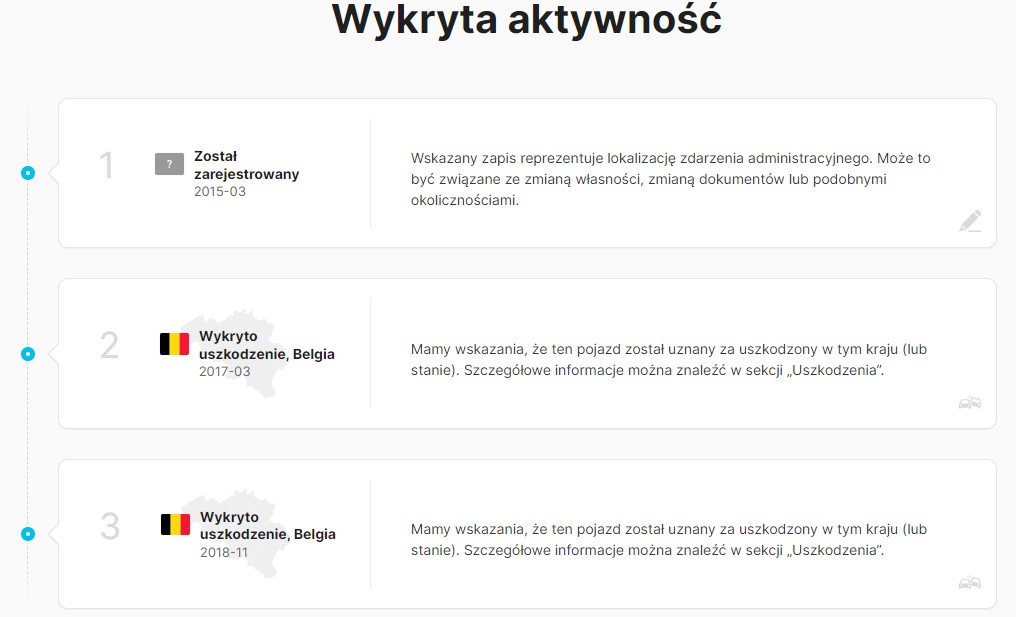 Wykryta aktywność
1
?
Został
zarejestrowany
2015-03
Wskazany zapis reprezentuje lokalizację zdarzenia administracyjnego. Może to
być związane ze zmianą własności, zmianą dokumentów lub podobnymi
okolicznościami.
2
Wykryto
uszkodzenie, Belgia
2017-03
Mamy wskazania, że ten pojazd został uznany za uszkodzony w tym kraju (lub
stanie). Szczegółowe informacje można znaleźć w sekcji „Uszkodzenia”.
3
Wykryto
uszkodzenie, Belgia
2018-11
Mamy wskazania, że ten pojazd został uznany za uszkodzony w tym kraju (lub
stanie). Szczegółowe informacje można znaleźć w sekcji „Uszkodzenia”.